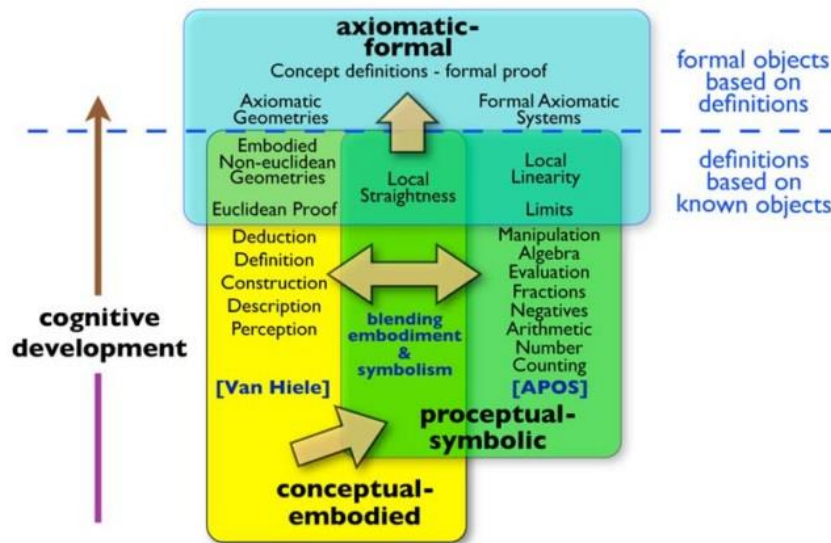 axiomatic-
formal
Concept definitions - formal proof
Axiomatic
Geometries
Formal Axiomatic
Systems
formal objects
based on
definitions
Embodied
Non-euclidean
Geometries
Local
Straightness
Local
Linearity
definitions
based on
known objects
Euclidean Proof
Limits
Deduction
Definition
Construction
Description
Perception
Manipulation
Algebra
Evaluation
Fractions
Negatives
Arithmetic
Number
Counting
blending
embodiment
&
symbolism
cognitive
development
[Van Hiele]
[APOS]
proceptual-
symbolic
conceptual-
embodied